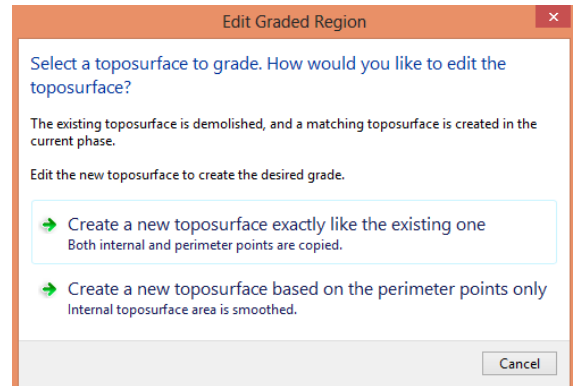 Edit Graded Region
Select a toposurface to grade. How would you like to edit the
toposurface?
The existing toposurface is demolished, and a matching toposurface is created in the
current phase.
Edit the new toposurface to create the desired grade.
Create a new toposurface exactly like the existing one
Both internal and perimeter points are copied.
Create a new toposurface based on the perimeter points only
Internal toposurface area is smoothed.
Cancel